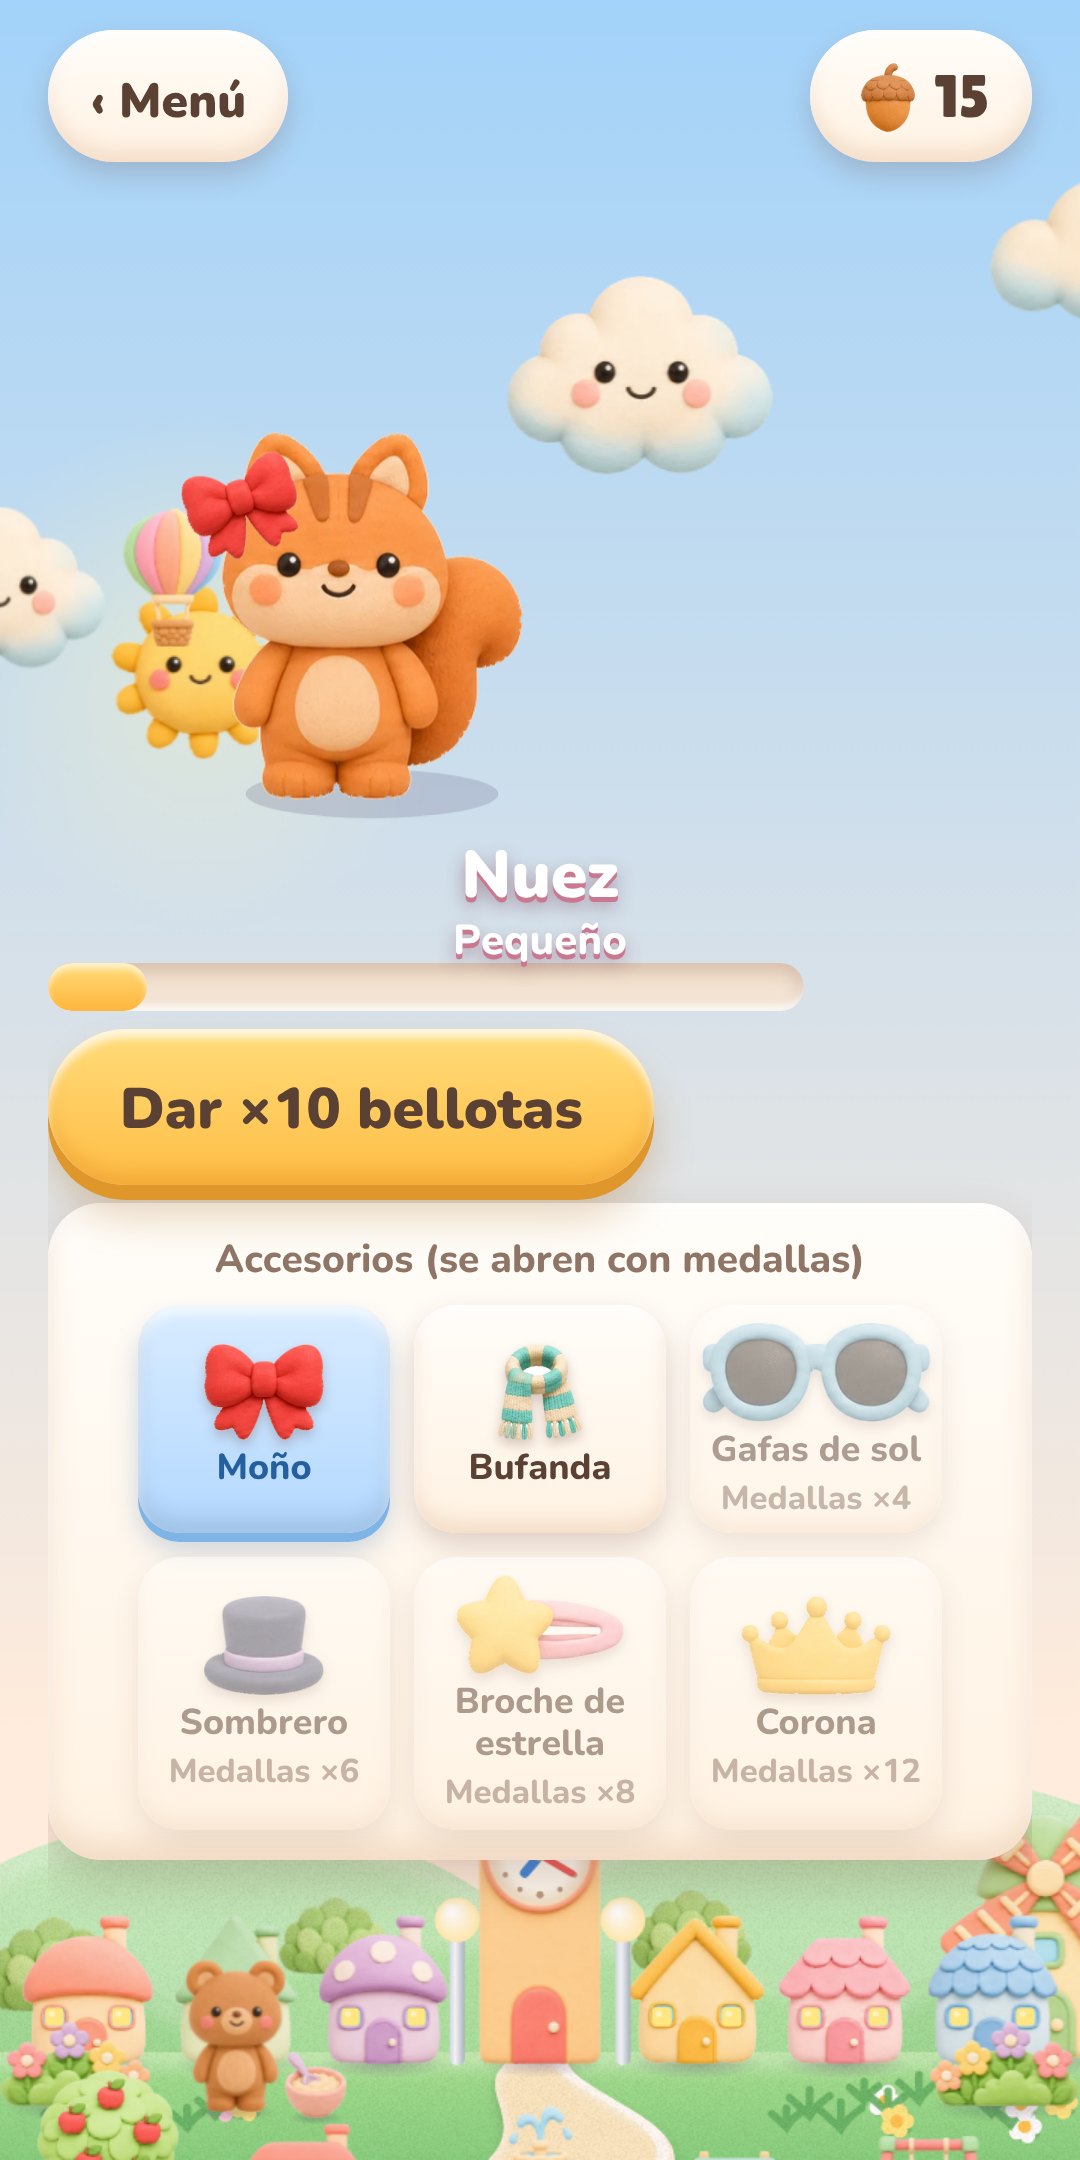 ‹ Menú
15
Nuez
Pequeño
Dar ×10 bellotas
Accesorios (se abren con medallas)
Moño
Bufanda
Gafas de sol
Medallas ×4
Sombrero
Medallas ×6
Broche de
estrella
Medallas ×8
Corona
Medallas ×12